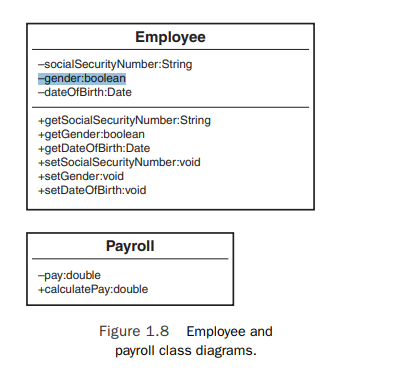 Employee
–socialSecurityNumber:String
–gender:boolean
–dateOfBirth:Date
+getSocialSecurityNumber:String
+getGender:boolean
+getDateOfBirth:Date
+setSocialSecurityNumber:void
+setGender:void
+setDateOfBirth:void
Payroll
–pay:double
+calculatePay:double
Figure 1.8 Employee and
payroll class diagrams.